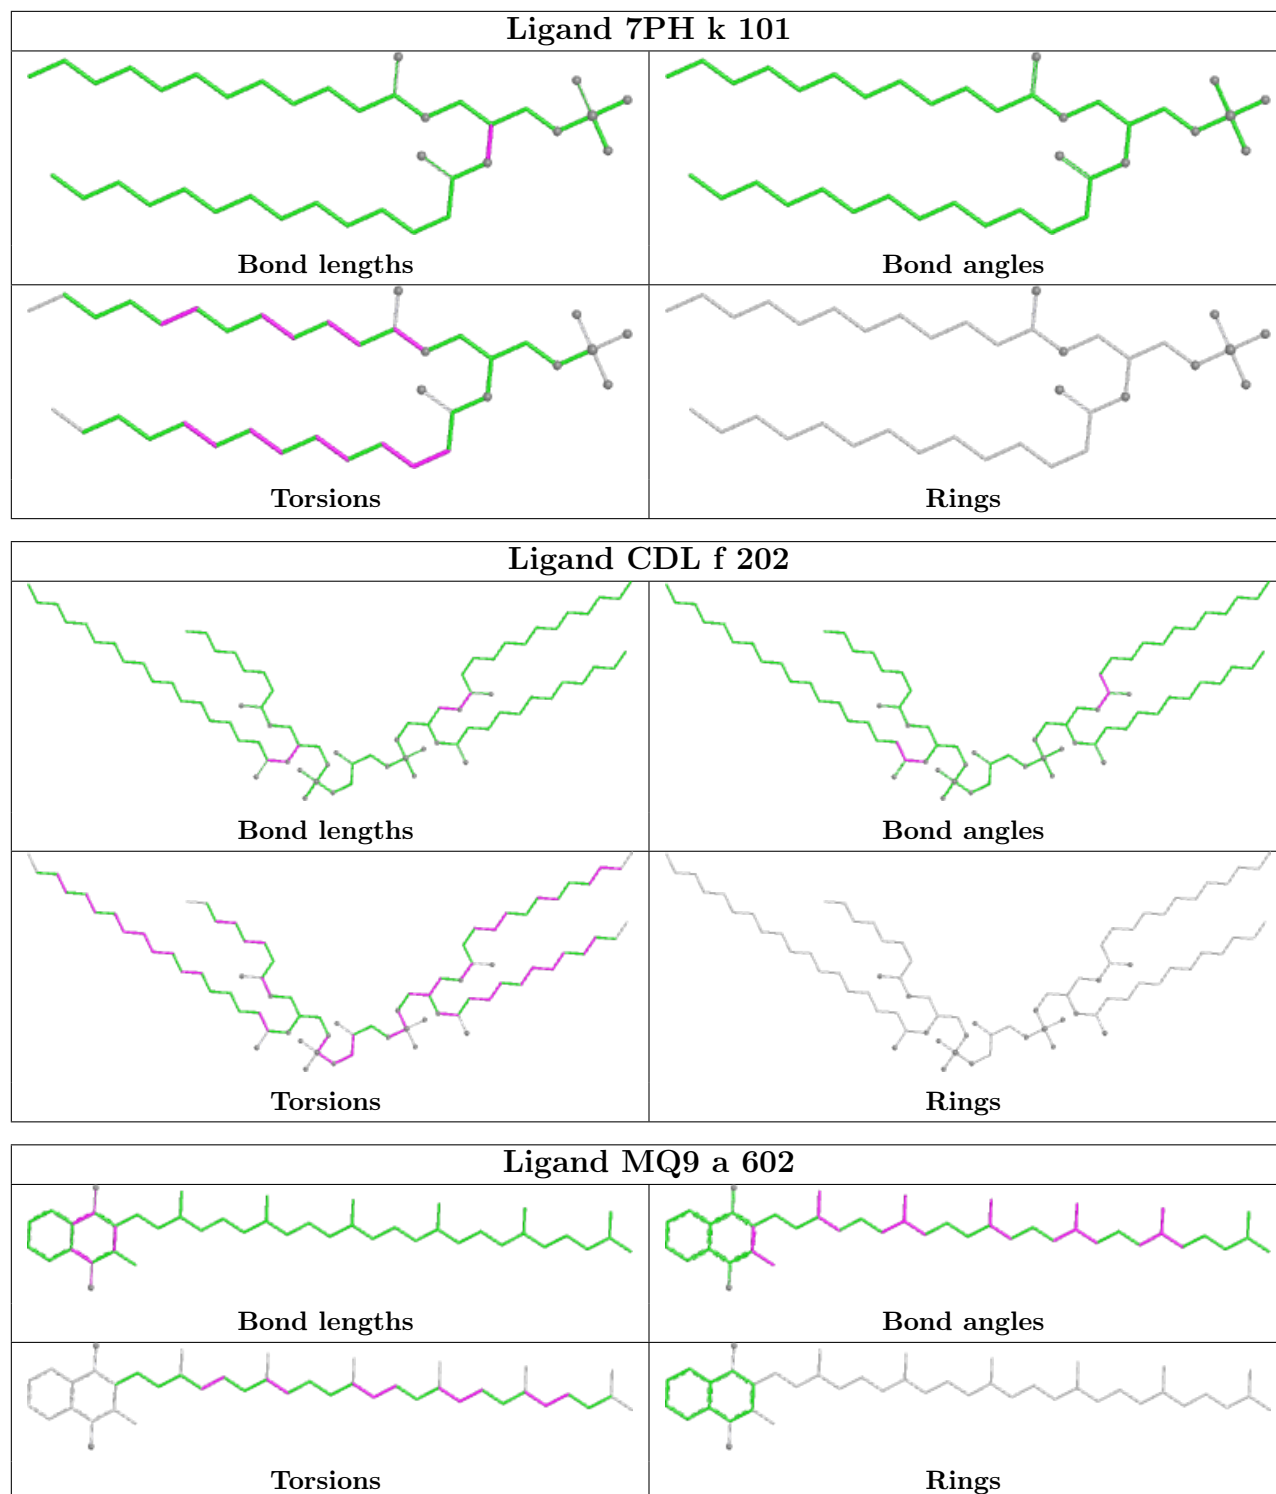 Ligand 7PH k 101
Bond lengths
Bond angles
Torsions
Rings
Ligand CDL f 202
Bond lengths
Bond angles
Torsions
Rings
Ligand MQ9 a 602
Bond lengths
Bond angles
Torsions
Rings